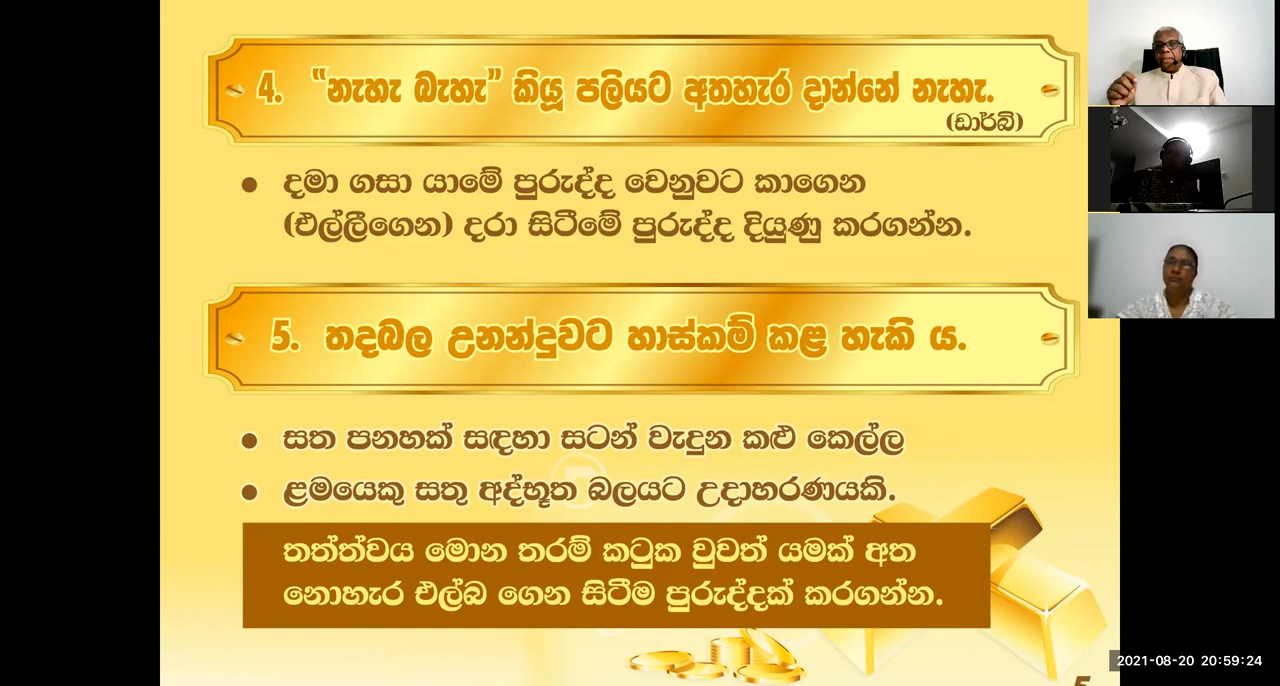 4. “නැහැ බැහැ” කියූ පලියට අතහැර දාන්නේ නැහැ.
(ඩාර්බි)
● දමා ගසා යාමේ පුරුද්ද වෙනුවට කාගෙන
(එල්ලීගෙන) දරා සිටීමේ පුරුද්ද දියුණු කරගන්න.
5. තදබල උනන්දුවට හාස්කම් කළ හැකි ය.
● සත පනහක් සඳහා සටන් වැදුන කළු කෙල්ල
● ළමයෙකු සතු අද්භූත බලයට උදාහරණයකි.
තත්ත්වය මොන තරම් කටුක වුවත් යමක් අත
නොහැර එල්බ ගෙන සිටීම පුරුද්දක් කරගන්න.
2021-08-20 20:59:24
5